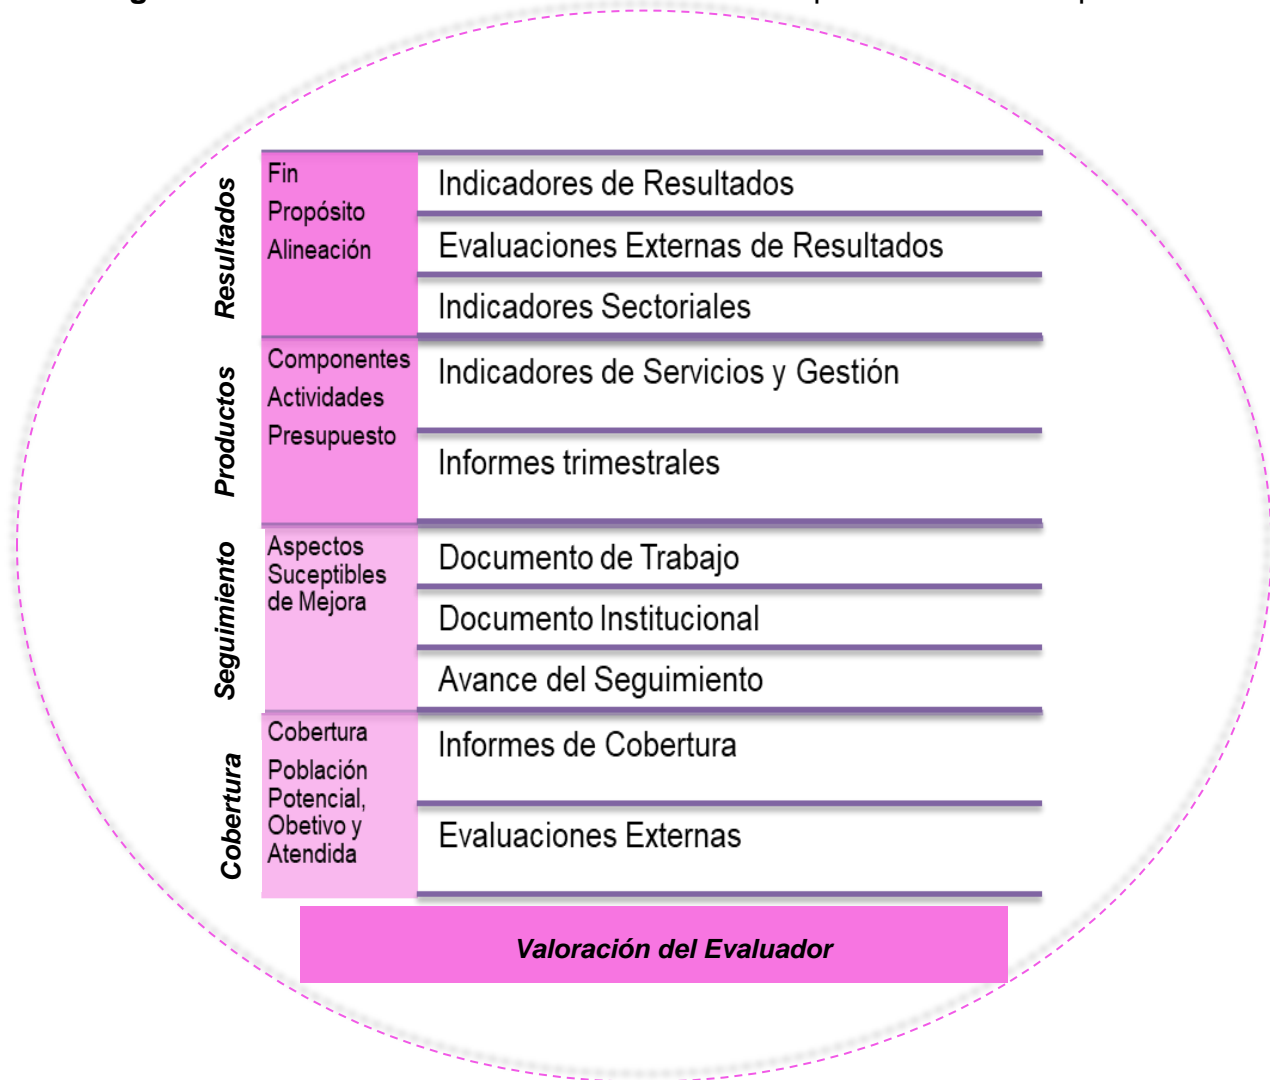 Resultados
Fin
Propósito
Alineación
Indicadores de Resultados
Evaluaciones Externas de Resultados
Indicadores Sectoriales
Productos
Componentes
Actividades
Presupuesto
Indicadores de Servicios y Gestión
Informes trimestrales
Seguimiento
Aspectos
Suceptibles
de Mejora
Documento de Trabajo
Documento Institucional
Avance del Seguimiento
Cobertura
Cobertura
Población
Potencial,
Obetivo y
Atendida
Informes de Cobertura
Evaluaciones Externas
Valoración del Evaluador